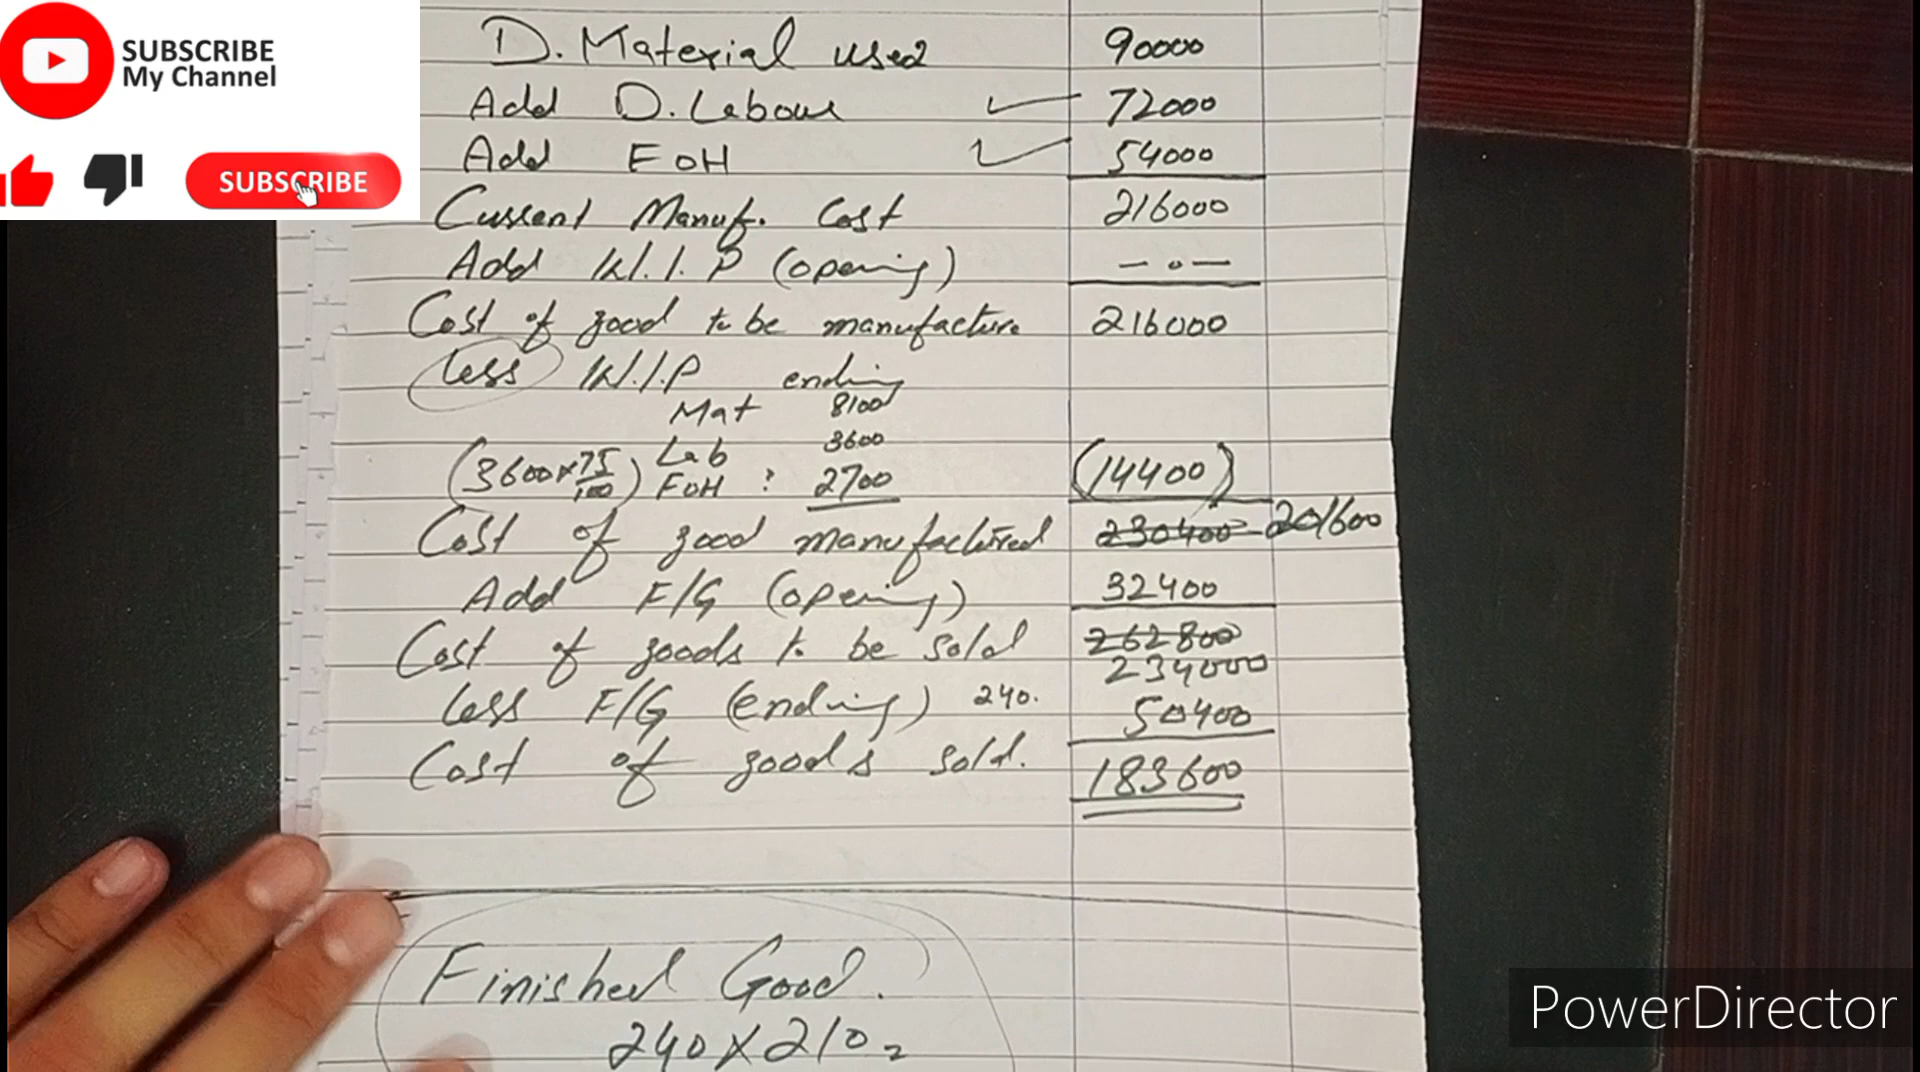 SUBSCRIBE
My Channel
SUBSCRIBE
D. Material used 90000
Add D. Labour 72000
Add FOH 54000
Current Manuf. Cost 216000
Add W.I.P (opening) — o —
Cost of good to be manufacture 216000
Less W.I.P ending
Mat 8100
Lab 3600
(3600 x 75/100) FOH : 2700 (14400)
Cost of good manufactured 230400 201600
Add F/G (opening) 32400
Cost of goods to be sold 262800
234000
Less F/G (ending) 240. 50400
Cost of goods sold. 183600
Finished Good.
240 x 210 =
PowerDirector